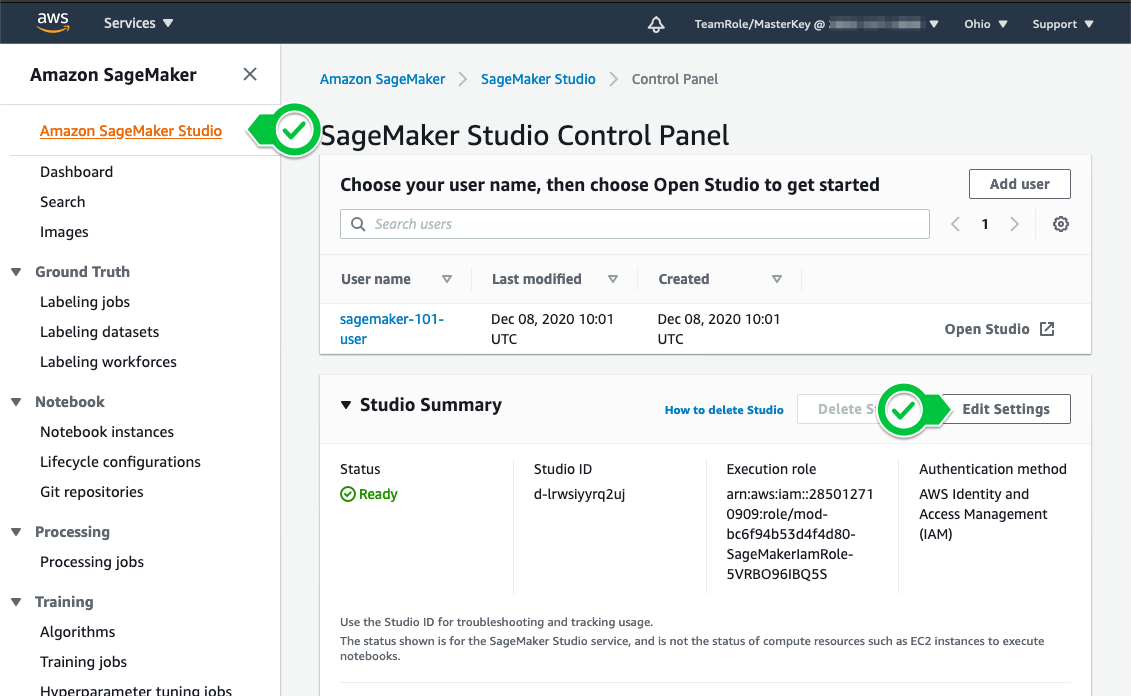 aws
Services
TeamRole/MasterKey @
Ohio
Support
Amazon SageMaker
Amazon SageMaker Studio
Dashboard
Search
Images
Ground Truth
Labeling jobs
Labeling datasets
Labeling workforces
Notebook
Notebook instances
Lifecycle configurations
Git repositories
Processing
Processing jobs
Training
Algorithms
Training jobs
Hyperparameter tuning jobs
Amazon SageMaker
SageMaker Studio
Control Panel
SageMaker Studio Control Panel
Choose your user name, then choose Open Studio to get started
Add user
Search users
1
User name
Last modified
Created
sagemaker-101-
user
Dec 08, 2020 10:01
UTC
Dec 08, 2020 10:01
UTC
Open Studio
Studio Summary
How to delete Studio
Delete S
Edit Settings
Status
Ready
Studio ID
d-lrwsiyyrq2uj
Execution role
arn:aws:iam::28501271
0909:role/mod-
bc6f94b53d4f4d80-
SageMakerIamRole-
5VRBO96IBQ5S
Authentication method
AWS Identity and
Access Management
(IAM)
Use the Studio ID for troubleshooting and tracking usage.
The status shown is for the SageMaker Studio service, and is not the status of compute resources such as EC2 instances to execute
notebooks.